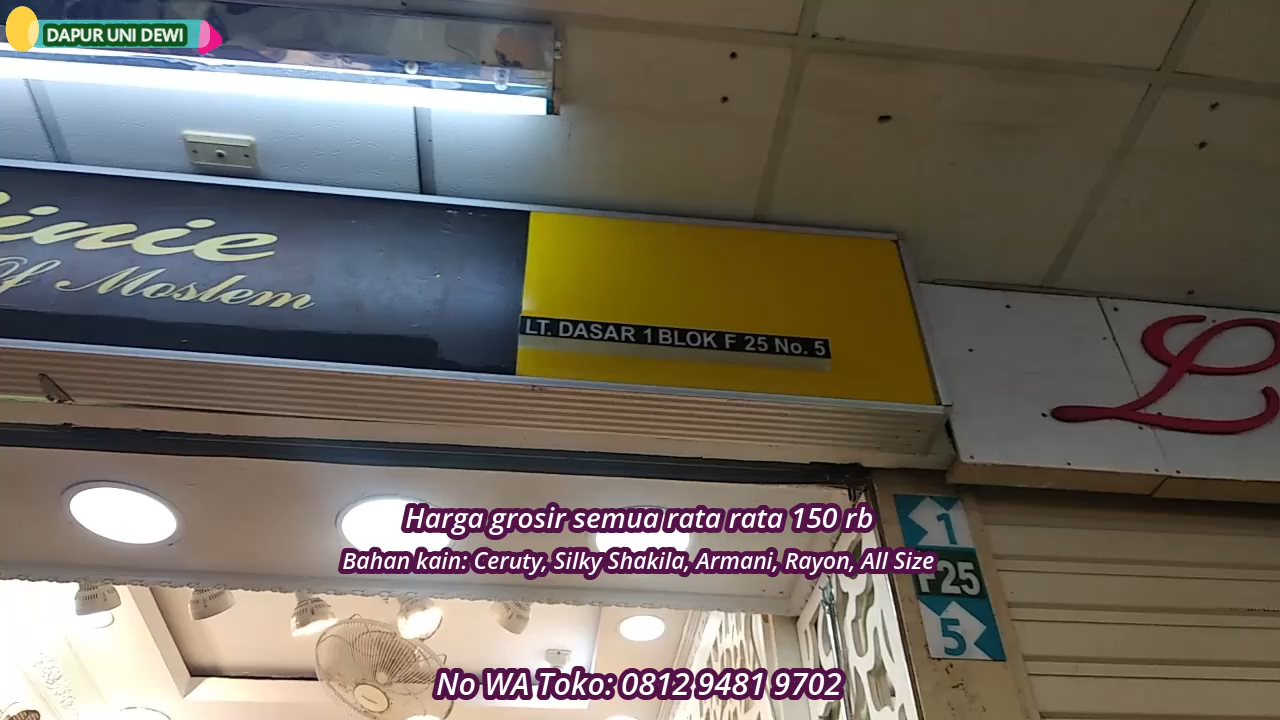 DAPUR UNI DEWI
inie
Of Moslem
LT. DASAR 1 BLOK F 25 No. 5
L
1
F25
5
Harga grosir semua rata rata 150 rb
Bahan kain: Ceruty, Silky Shakila, Armani, Rayon, All Size
No WA Toko: 0812 9481 9702